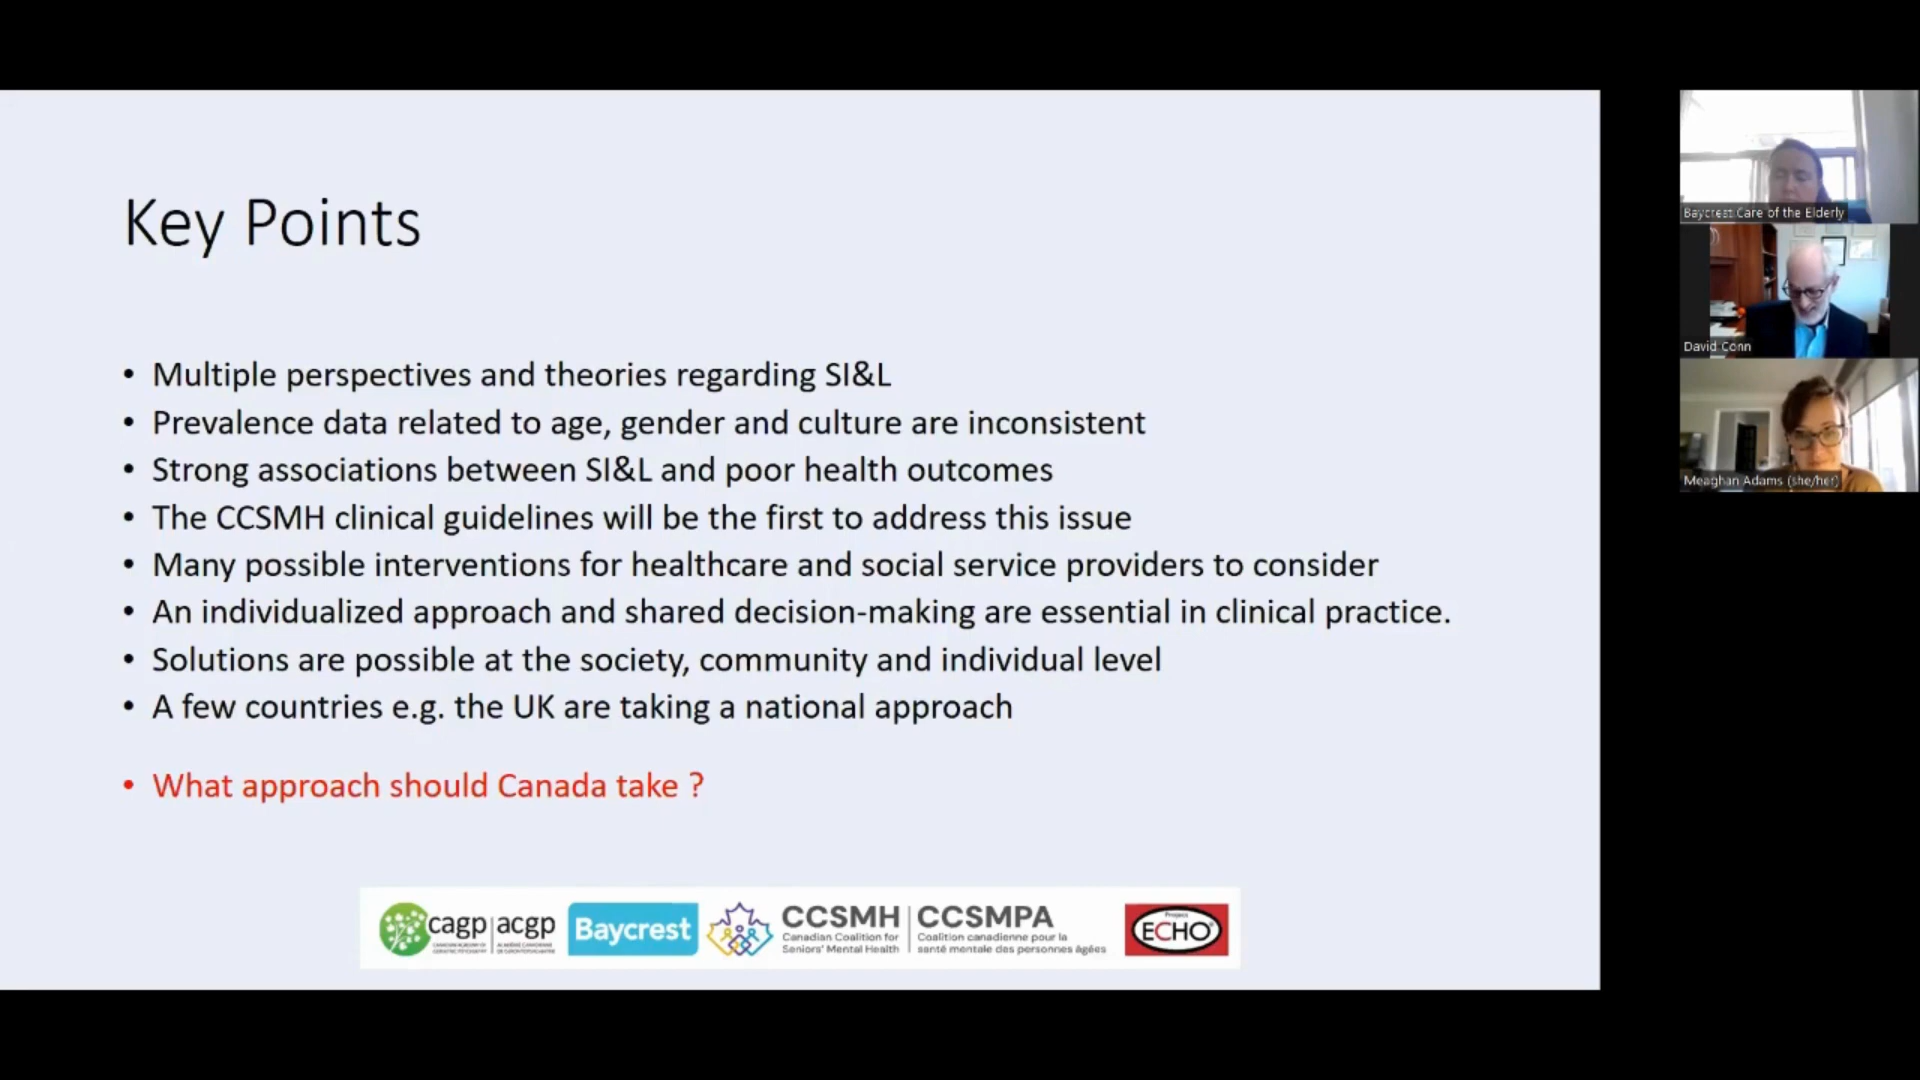 Key Points
• Multiple perspectives and theories regarding SI&L
• Prevalence data related to age, gender and culture are inconsistent
• Strong associations between SI&L and poor health outcomes
• The CCSMH clinical guidelines will be the first to address this issue
• Many possible interventions for healthcare and social service providers to consider
• An individualized approach and shared decision-making are essential in clinical practice.
• Solutions are possible at the society, community and individual level
• A few countries e.g. the UK are taking a national approach
• What approach should Canada take ?
cagp | acgp
Baycrest
CCSMH | CCSMPA
Canadian Coalition for
Seniors' Mental Health
Coalition canadienne pour la
santé mentale des personnes âgées
Project
ECHO®
Baycrest Care of the Elderly
David Conn
Meaghan Adams (she/her)